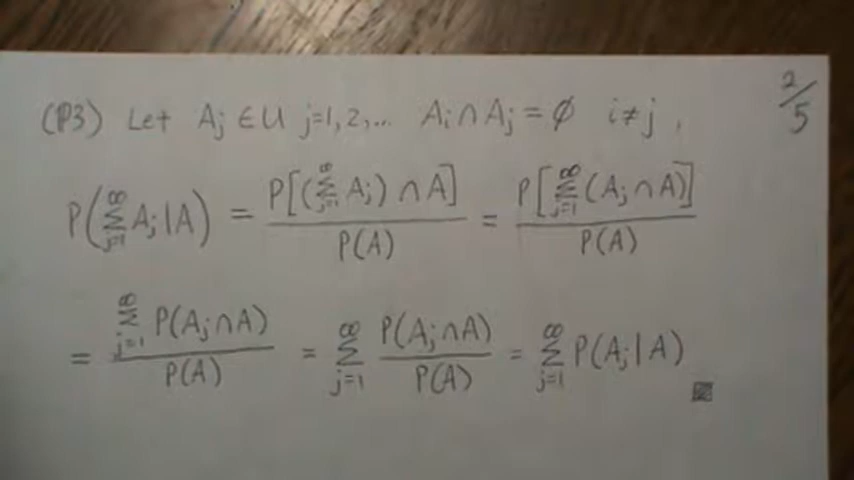 2/5
(P3) Let Aj ∈ U j=1,2,... Ai ∩ Aj = ∅ i≠j,
P(∑_{j=1}^{∞} Aj | A) = P[(∑_{j=1}^{∞} Aj) ∩ A] / P(A) = P[∑_{j=1}^{∞} (Aj ∩ A)] / P(A)
= ∑_{j=1}^{∞} P(Aj ∩ A) / P(A) = ∑_{j=1}^{∞} P(Aj ∩ A) / P(A) = ∑_{j=1}^{∞} P(Aj | A)